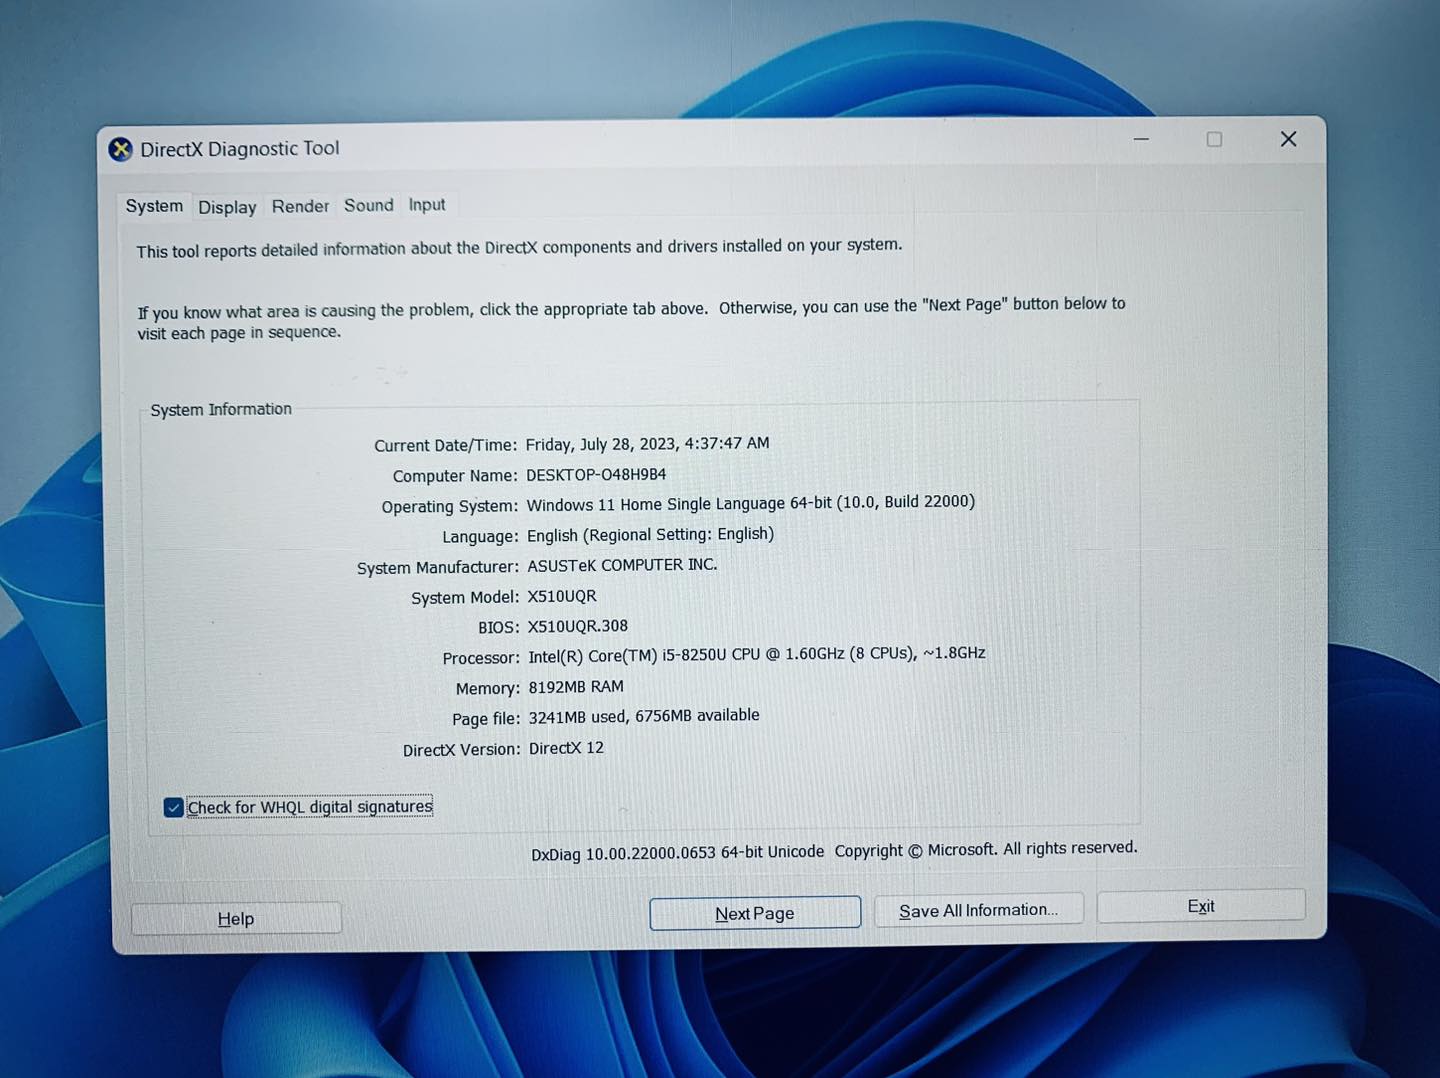 DirectX Diagnostic Tool
System Display Render Sound Input
This tool reports detailed information about the DirectX components and drivers installed on your system.
If you know what area is causing the problem, click the appropriate tab above. Otherwise, you can use the "Next Page" button below to
visit each page in sequence.
System Information
Current Date/Time: Friday, July 28, 2023, 4:37:47 AM
Computer Name: DESKTOP-O48H9B4
Operating System: Windows 11 Home Single Language 64-bit (10.0, Build 22000)
Language: English (Regional Setting: English)
System Manufacturer: ASUSTeK COMPUTER INC.
System Model: X510UQR
BIOS: X510UQR.308
Processor: Intel(R) Core(TM) i5-8250U CPU @ 1.60GHz (8 CPUs), ~1.8GHz
Memory: 8192MB RAM
Page file: 3241MB used, 6756MB available
DirectX Version: DirectX 12
Check for WHQL digital signatures
DxDiag 10.00.22000.0653 64-bit Unicode Copyright © Microsoft. All rights reserved.
Help Next Page Save All Information... Exit